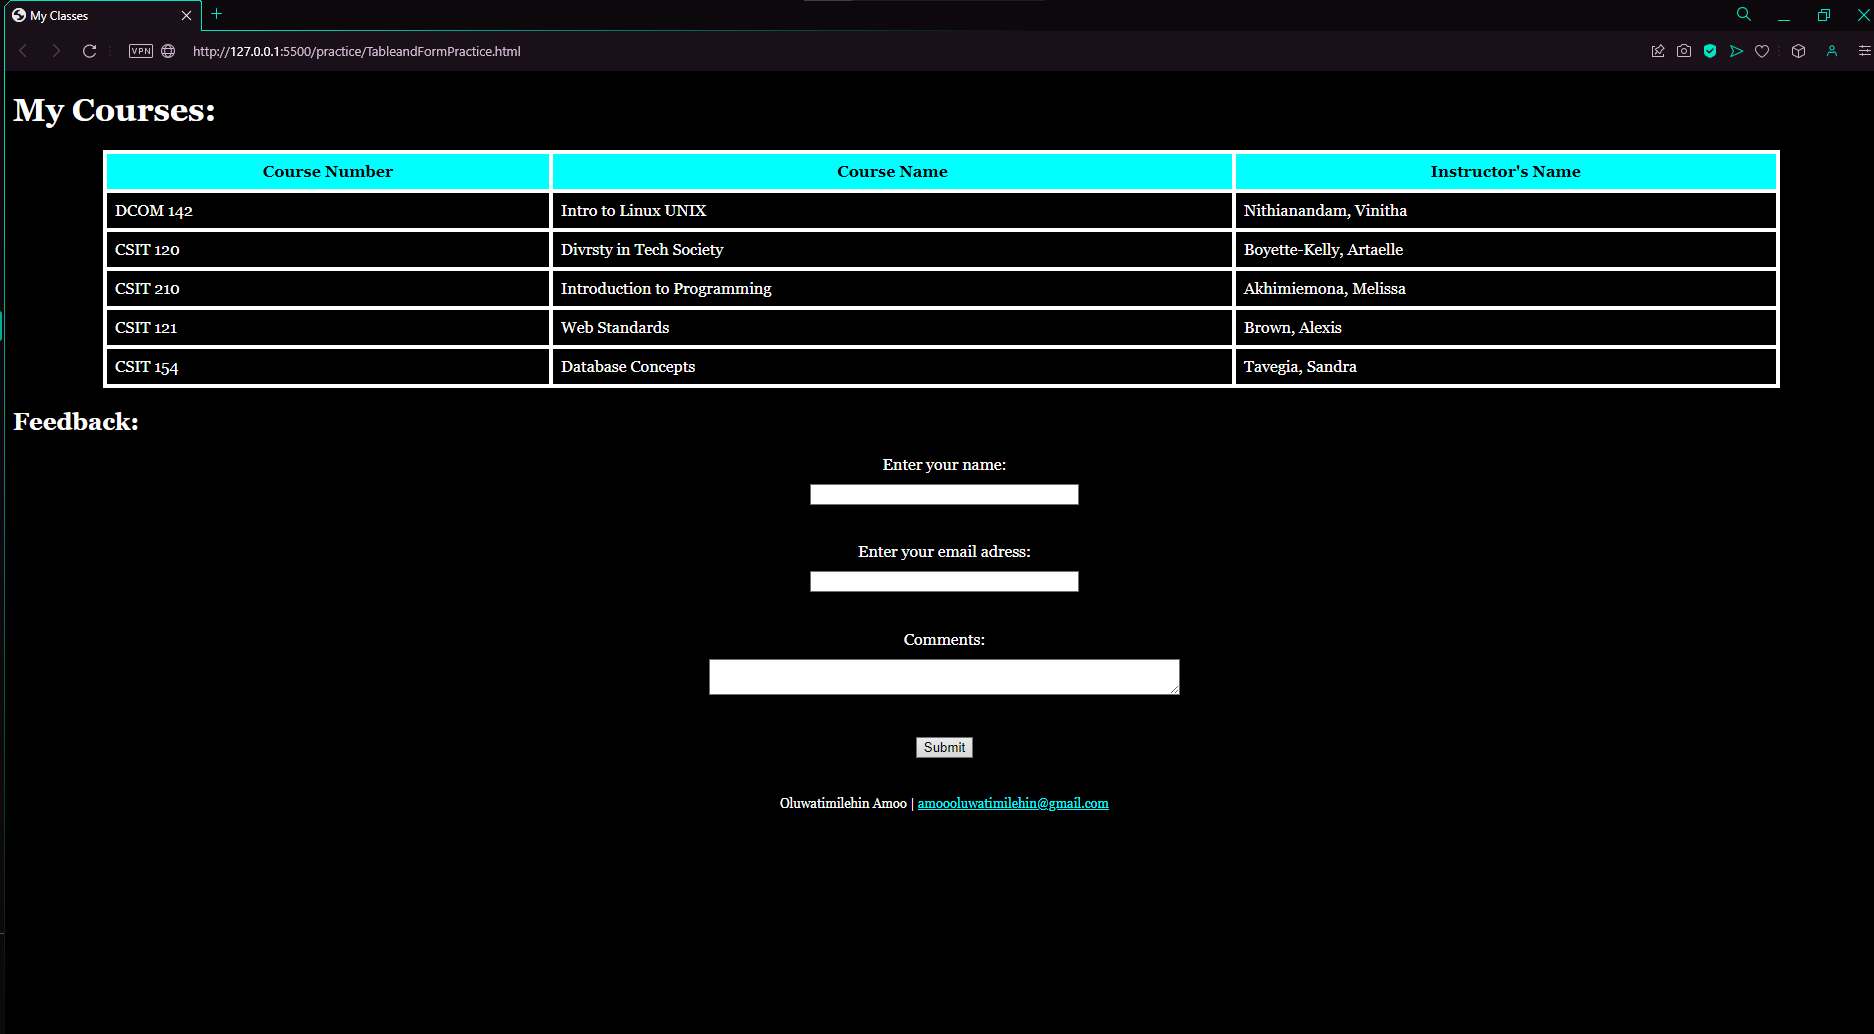 My Classes
VPN
http://127.0.0.1:5500/practice/TableandFormPractice.html
My Courses:
Course Number Course Name Instructor's Name
DCOM 142 Intro to Linux UNIX Nithianandam, Vinitha
CSIT 120 Divrsty in Tech Society Boyette-Kelly, Artaelle
CSIT 210 Introduction to Programming Akhimiemona, Melissa
CSIT 121 Web Standards Brown, Alexis
CSIT 154 Database Concepts Tavegia, Sandra
Feedback:
Enter your name:
Enter your email adress:
Comments:
Submit
Oluwatimilehin Amoo | amoooluwatimilehin@gmail.com